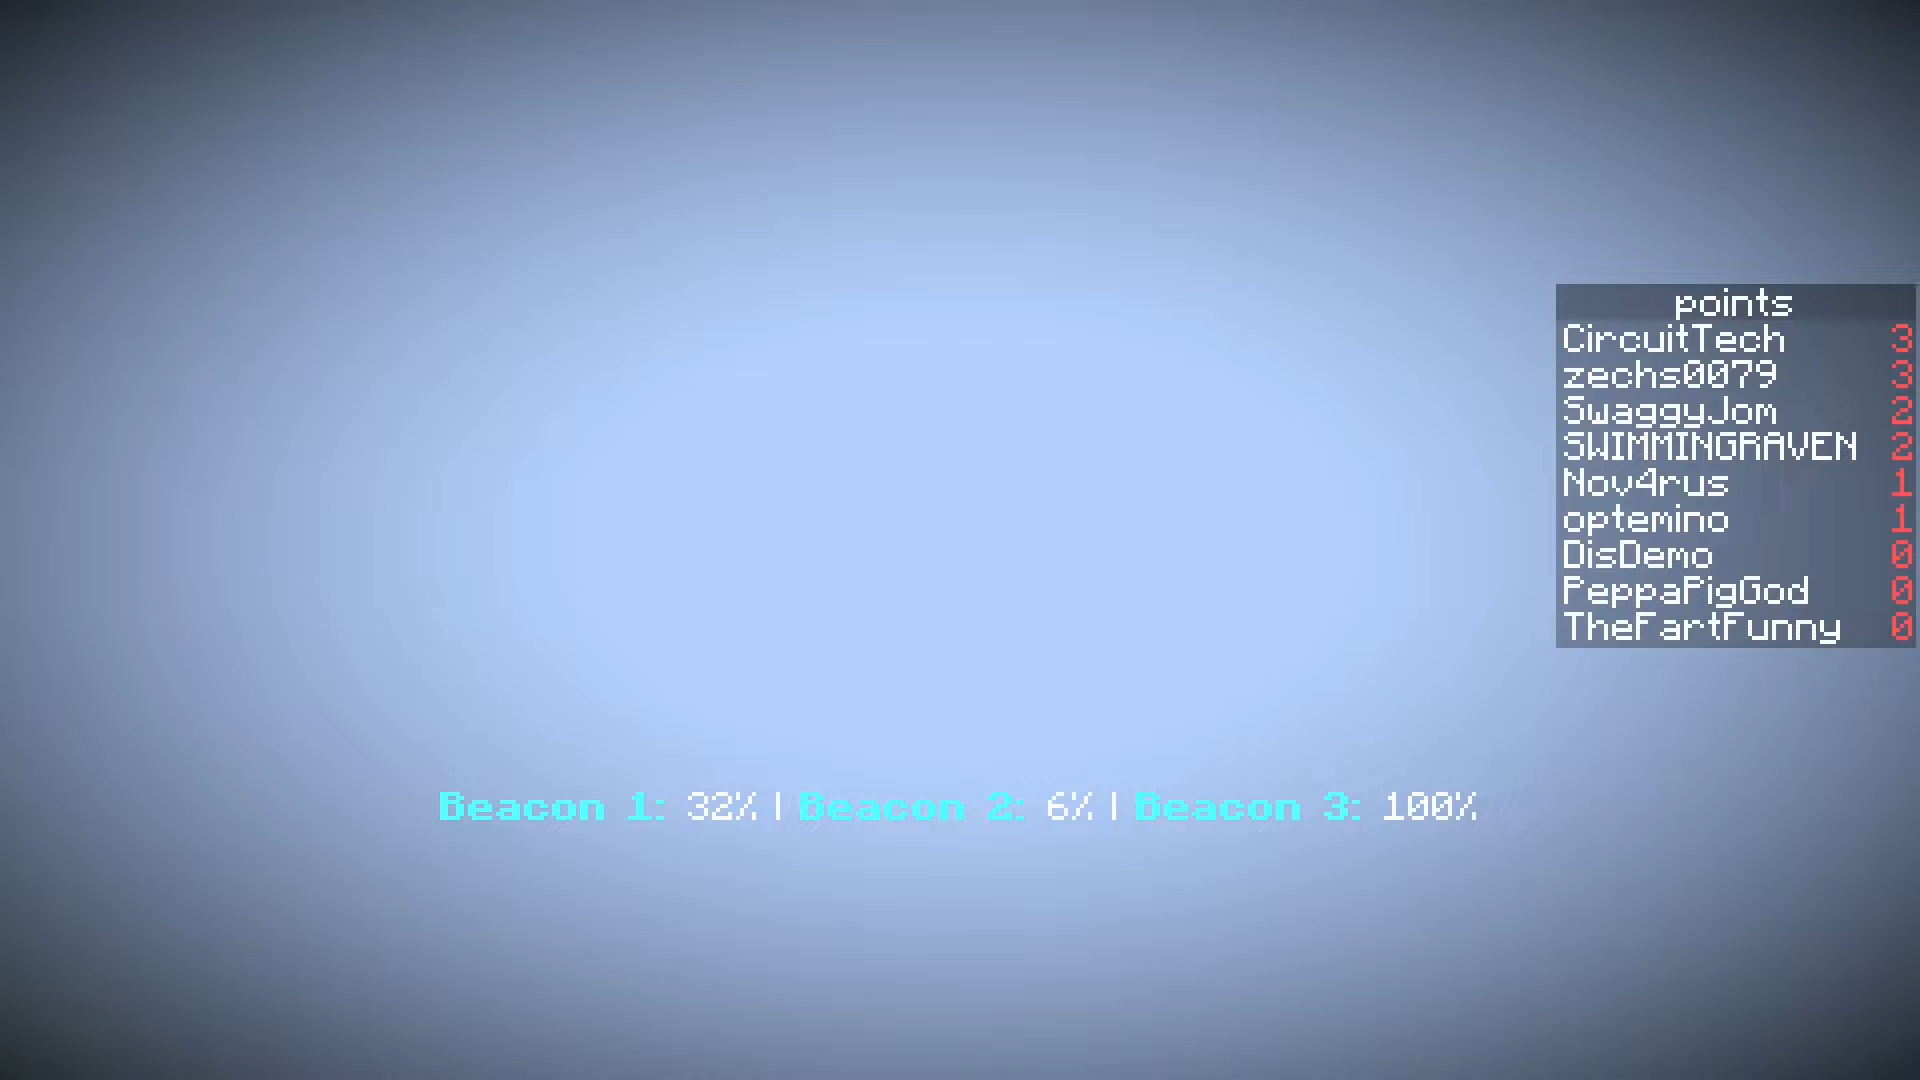 points
CircuitTech 3
zechs0079 3
SwaggyJom 2
SWIMMINGRAVEN 2
Nov4rus 1
optemino 1
DisDemo 0
PeppaPigGod 0
TheFartFunny 0
Beacon 1: 32% | Beacon 2: 6% | Beacon 3: 100%